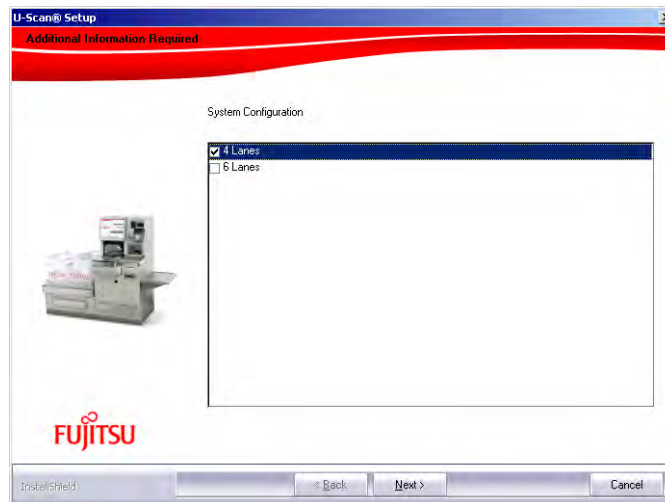 U-Scan® Setup
Additional Information Required
System Configuration
4 Lanes
6 Lanes
FUJITSU
InstallShield
< Back
Next >
Cancel